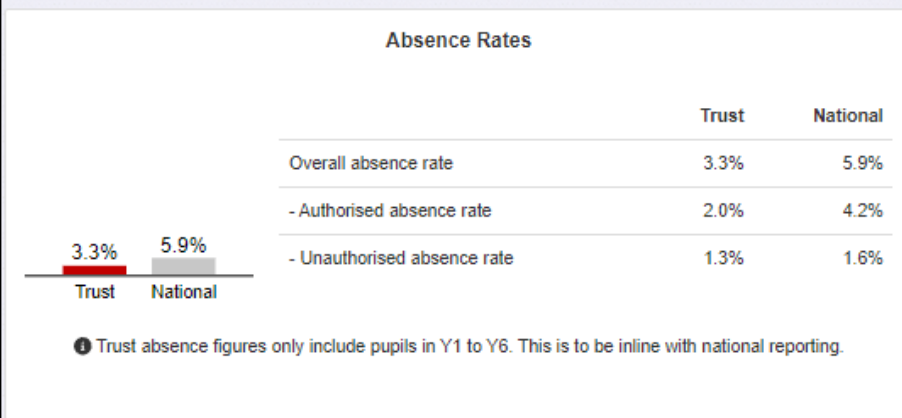 Absence Rates
Trust National
Overall absence rate 3.3% 5.9%
- Authorised absence rate 2.0% 4.2%
- Unauthorised absence rate 1.3% 1.6%
3.3% 5.9%
Trust National
Trust absence figures only include pupils in Y1 to Y6. This is to be inline with national reporting.